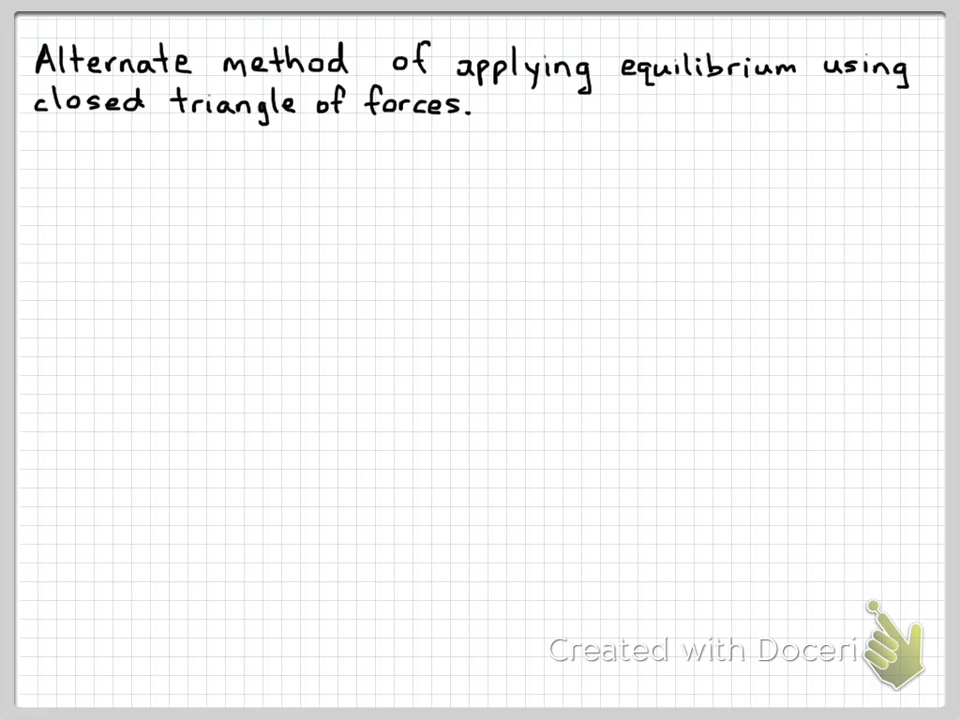 Alternate method of applying equilibrium using
closed triangle of forces.
Created with Doceri